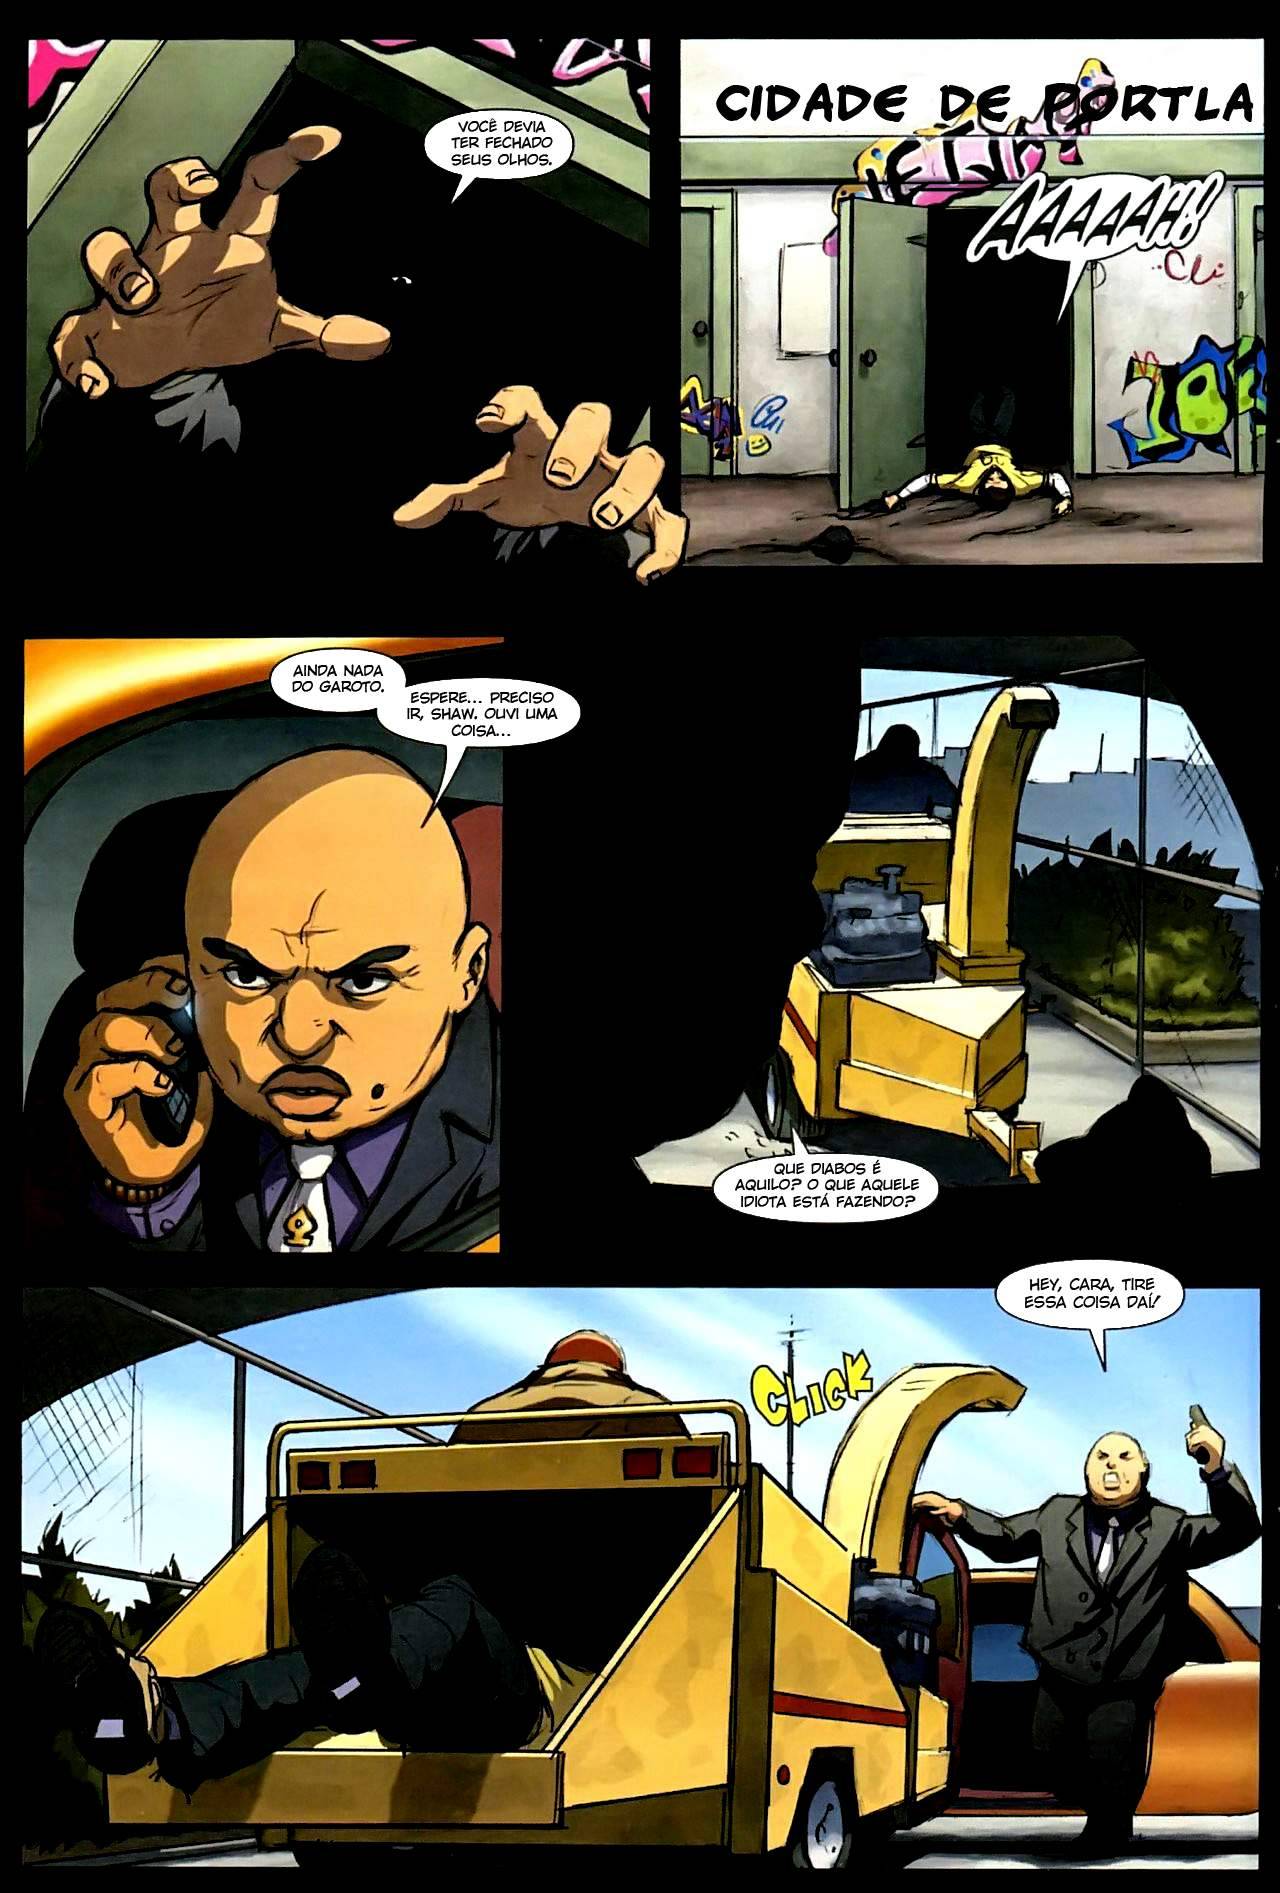 VOCÊ DEVIA
TER FECHADO
SEUS OLHOS.
CIDADE DE PORTLA
AAAAAHH!
AINDA NADA
DO GAROTO.
ESPERE... PRECISO
IR, SHAW. OUVI UMA
COISA...
QUE DIABOS É
AQUILO? O QUE AQUELE
IDIOTA ESTÁ FAZENDO?
HEY, CARA, TIRE
ESSA COISA DAÍ!
CLICK